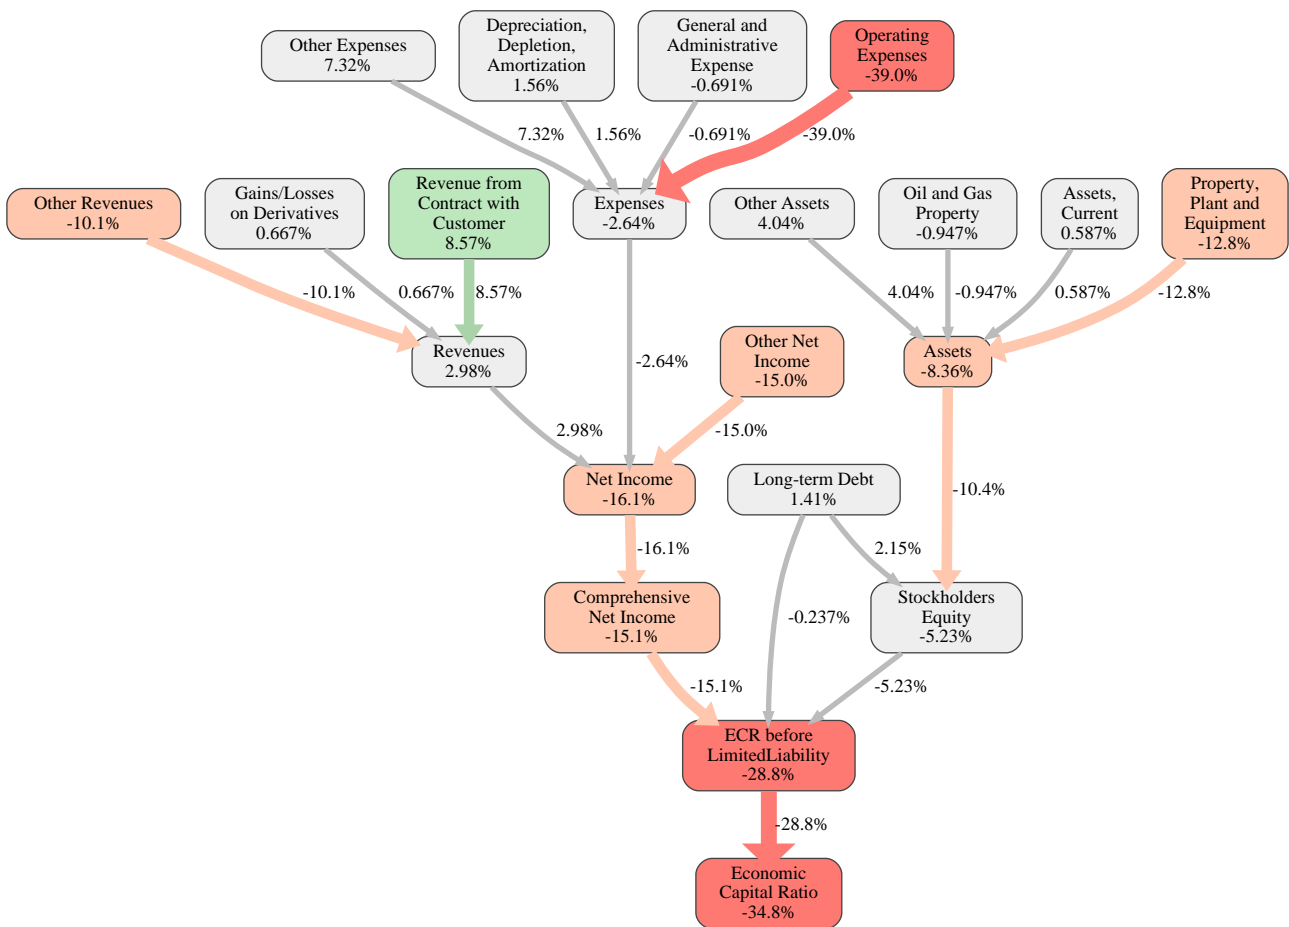 Other Expenses
7.32%
Depreciation,
Depletion,
Amortization
1.56%
General and
Administrative
Expense
-0.691%
Operating
Expenses
-39.0%
7.32%
1.56%
-0.691%
-39.0%
Other Revenues
-10.1%
Gains/Losses
on Derivatives
0.667%
Revenue from
Contract with
Customer
8.57%
Expenses
-2.64%
Other Assets
4.04%
Oil and Gas
Property
-0.947%
Assets,
Current
0.587%
Property,
Plant and
Equipment
-12.8%
-10.1%
0.667%
8.57%
4.04%
-0.947%
0.587%
-12.8%
Revenues
2.98%
-2.64%
Other Net
Income
-15.0%
Assets
-8.36%
2.98%
-15.0%
Net Income
-16.1%
Long-term Debt
1.41%
-10.4%
-16.1%
2.15%
Comprehensive
Net Income
-15.1%
-0.237%
Stockholders
Equity
-5.23%
-15.1%
-5.23%
ECR before
LimitedLiability
-28.8%
-28.8%
Economic
Capital Ratio
-34.8%